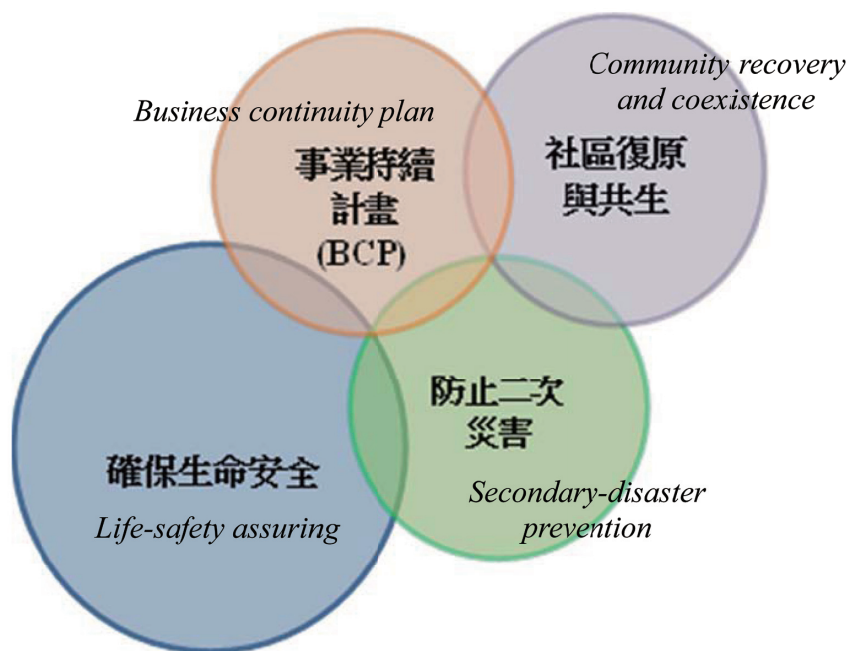 Community recovery
and coexistence
Business continuity plan
事業持續
計畫
(BCP)
社區復原
與共生
防止二次
災害
確保生命安全
Secondary-disaster
prevention
Life-safety assuring